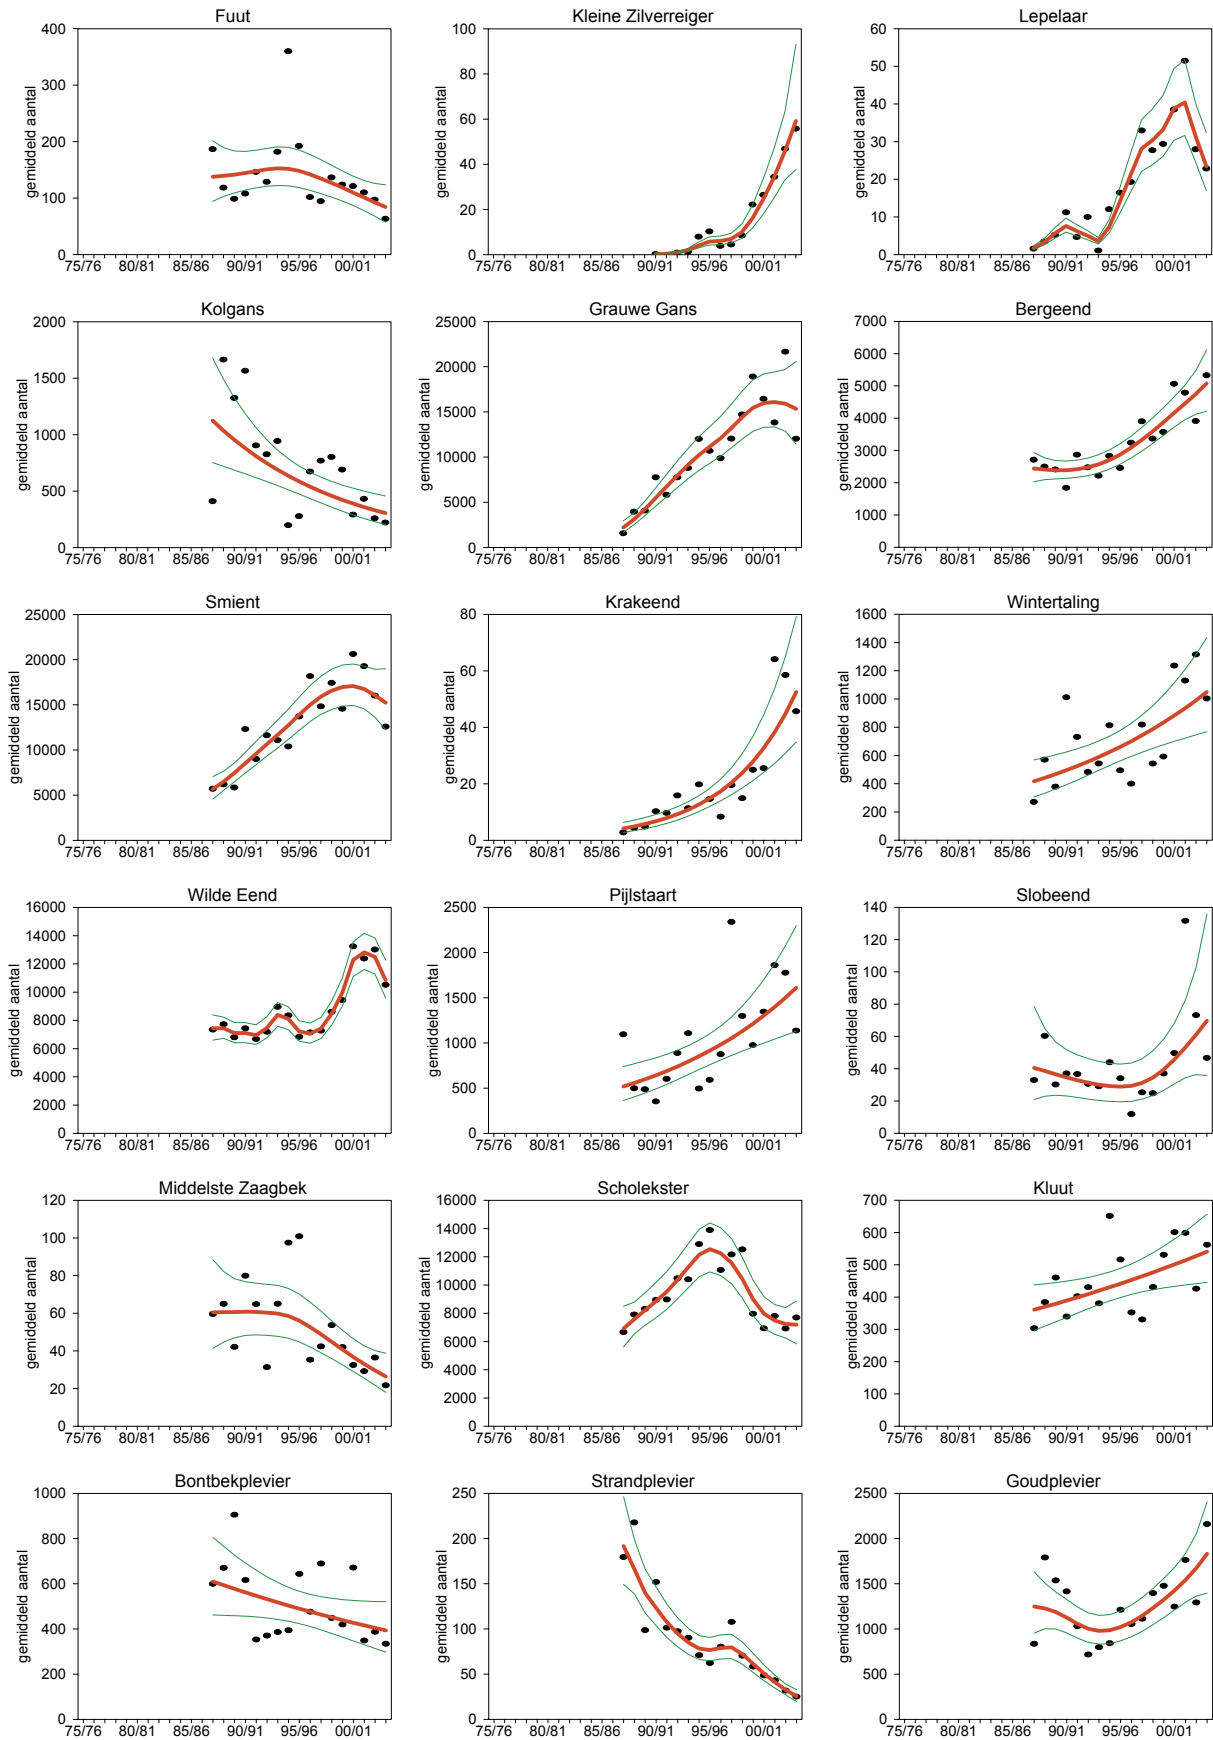 Fuut
Kleine Zilverreiger
Lepelaar
gemiddeld aantal
400
300
200
100
0
75/76 80/81 85/86 90/91 95/96 00/01
gemiddeld aantal
100
80
60
40
20
0
75/76 80/81 85/86 90/91 95/96 00/01
gemiddeld aantal
60
50
40
30
20
10
0
75/76 80/81 85/86 90/91 95/96 00/01
Kolgans
Grauwe Gans
Bergeend
gemiddeld aantal
2000
1500
1000
500
0
75/76 80/81 85/86 90/91 95/96 00/01
gemiddeld aantal
25000
20000
15000
10000
5000
0
75/76 80/81 85/86 90/91 95/96 00/01
gemiddeld aantal
7000
6000
5000
4000
3000
2000
1000
0
75/76 80/81 85/86 90/91 95/96 00/01
Smient
Krakeend
Wintertaling
gemiddeld aantal
25000
20000
15000
10000
5000
0
75/76 80/81 85/86 90/91 95/96 00/01
gemiddeld aantal
80
60
40
20
0
75/76 80/81 85/86 90/91 95/96 00/01
gemiddeld aantal
1600
1400
1200
1000
800
600
400
200
0
75/76 80/81 85/86 90/91 95/96 00/01
Wilde Eend
Pijlstaart
Slobeend
gemiddeld aantal
16000
14000
12000
10000
8000
6000
4000
2000
0
75/76 80/81 85/86 90/91 95/96 00/01
gemiddeld aantal
2500
2000
1500
1000
500
0
75/76 80/81 85/86 90/91 95/96 00/01
gemiddeld aantal
140
120
100
80
60
40
20
0
75/76 80/81 85/86 90/91 95/96 00/01
Middelste Zaagbek
Scholekster
Kluut
gemiddeld aantal
120
100
80
60
40
20
0
75/76 80/81 85/86 90/91 95/96 00/01
gemiddeld aantal
16000
14000
12000
10000
8000
6000
4000
2000
0
75/76 80/81 85/86 90/91 95/96 00/01
gemiddeld aantal
700
600
500
400
300
200
100
0
75/76 80/81 85/86 90/91 95/96 00/01
Bontbekplevier
Strandplevier
Goudplevier
gemiddeld aantal
1000
800
600
400
200
0
75/76 80/81 85/86 90/91 95/96 00/01
gemiddeld aantal
250
200
150
100
50
0
75/76 80/81 85/86 90/91 95/96 00/01
gemiddeld aantal
2500
2000
1500
1000
500
0
75/76 80/81 85/86 90/91 95/96 00/01